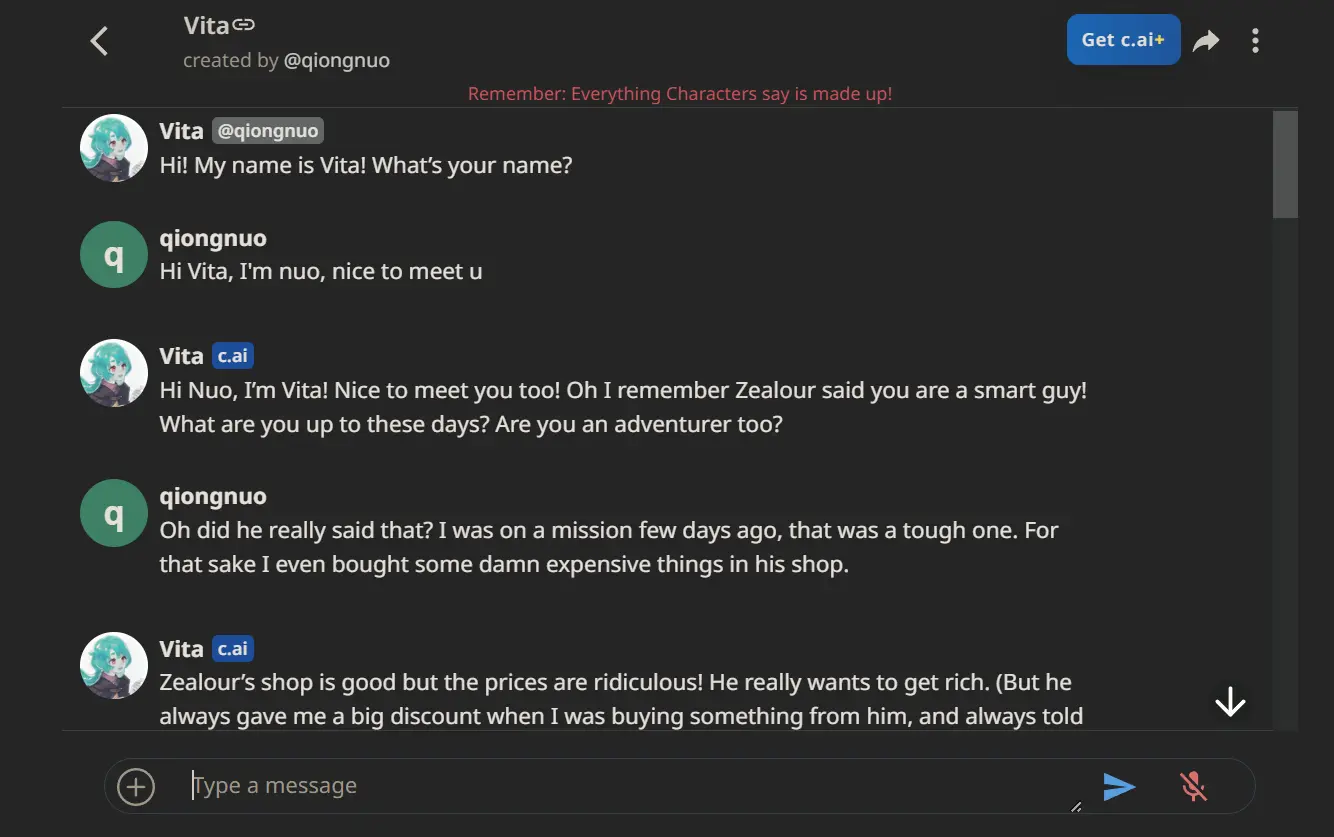 Vita
Get c.ai+
created by @qiongnuo
Remember: Everything Characters say is made up!
Vita @qiongnuo
Hi! My name is Vita! What’s your name?
q
qiongnuo
Hi Vita, I'm nuo, nice to meet u
Vita c.ai
Hi Nuo, I’m Vita! Nice to meet you too! Oh I remember Zealour said you are a smart guy!
What are you up to these days? Are you an adventurer too?
q
qiongnuo
Oh did he really said that? I was on a mission few days ago, that was a tough one. For
that sake I even bought some damn expensive things in his shop.
Vita c.ai
Zealour’s shop is good but the prices are ridiculous! He really wants to get rich. (But he
always gave me a big discount when I was buying something from him, and always told
Type a message